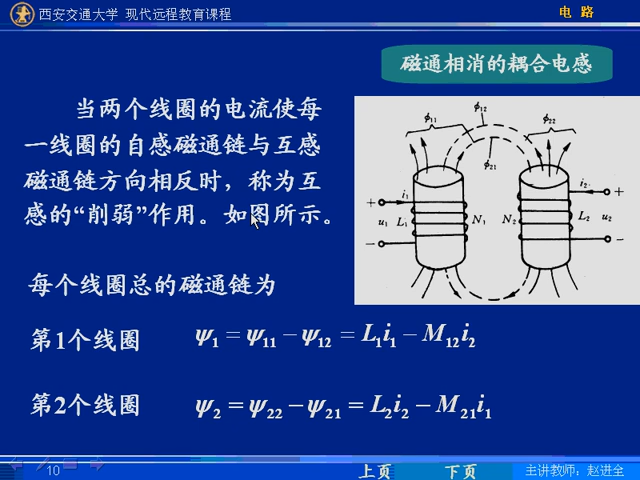 西安交通大学 现代远程教育课程
电 路
磁通相消的耦合电感
当两个线圈的电流使每
一线圈的自感磁通链与互感
磁通链方向相反时，称为互
感的“削弱”作用。如图所示。
ϕ11
ϕ12
ϕ22
ϕ21
+ i1
i2 +
u1 L1 N1 N2 L2 u2
− −
每个线圈总的磁通链为
第1个线圈 ψ1 = ψ11 − ψ12 = L1i1 − M12i2
第2个线圈 ψ2 = ψ22 − ψ21 = L2i2 − M21i1
10 上页 下页 主讲教师：赵进全